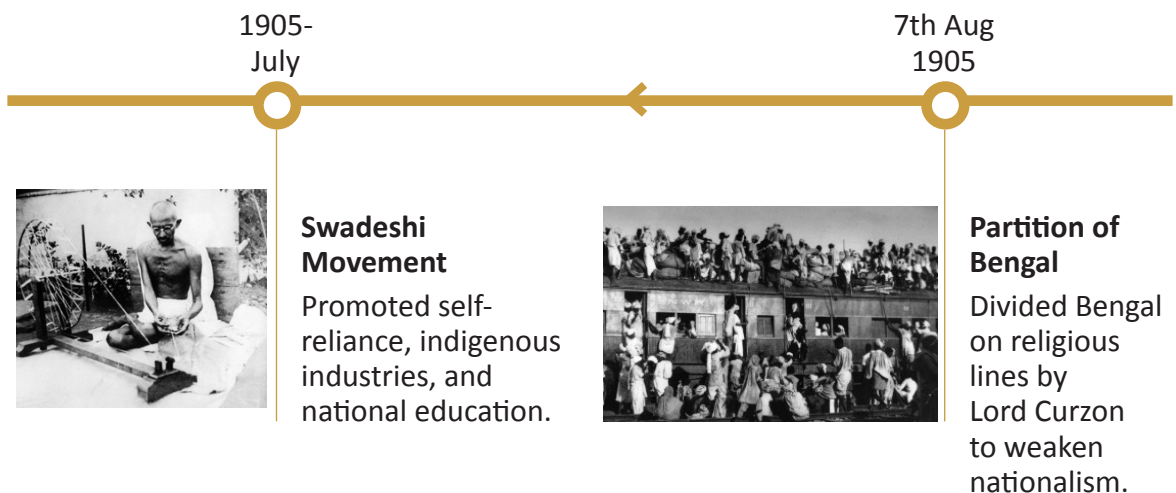 1905-
July
Swadeshi
Movement
Promoted self-
reliance, indigenous
industries, and
national education.
7th Aug
1905
Partition of
Bengal
Divided Bengal
on religious
lines by
Lord Curzon
to weaken
nationalism.